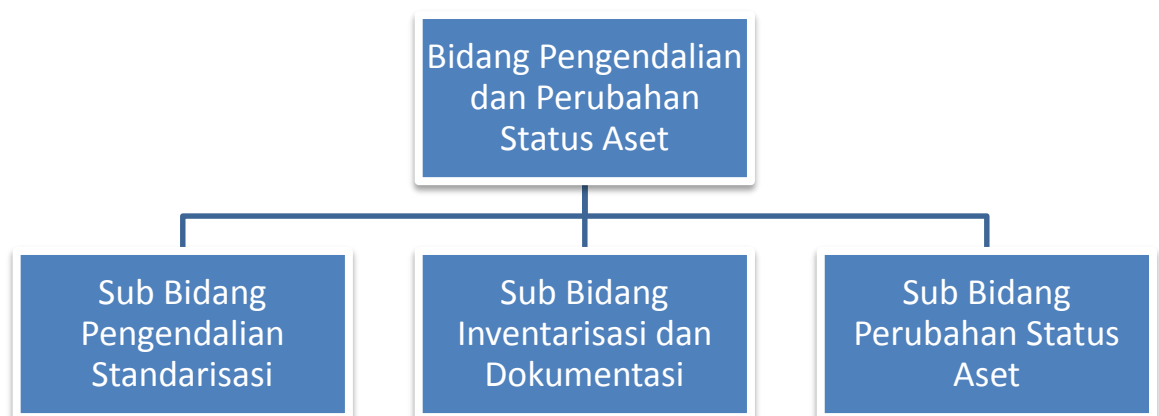 Bidang Pengendalian
dan Perubahan
Status Aset
Sub Bidang
Pengendalian
Standarisasi
Sub Bidang
Inventarisasi dan
Dokumentasi
Sub Bidang
Perubahan Status
Aset